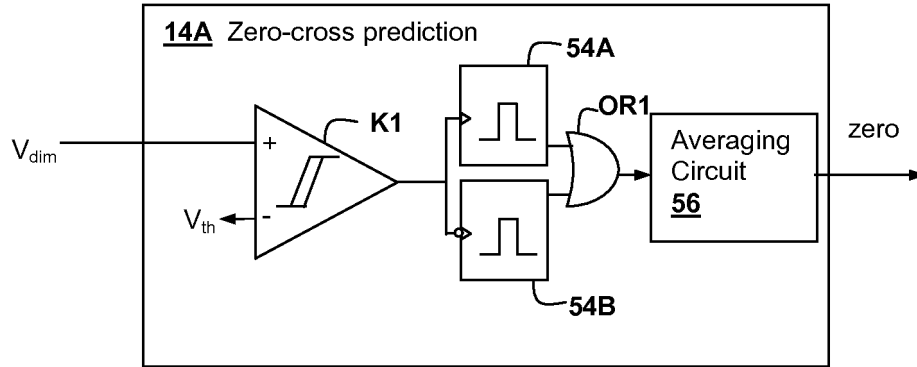 14A Zero-cross prediction
54A
K1
OR1
V_dim
+
V_th
-
Averaging
Circuit
56
zero
54B